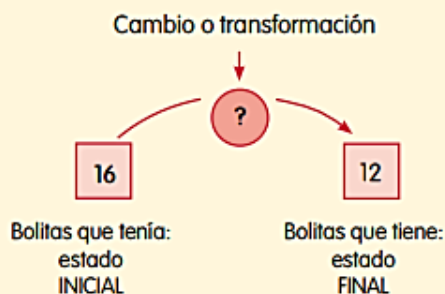 Cambio o transformación
?
16
12
Bolitas que tenía:
estado
INICIAL
Bolitas que tiene:
estado
FINAL